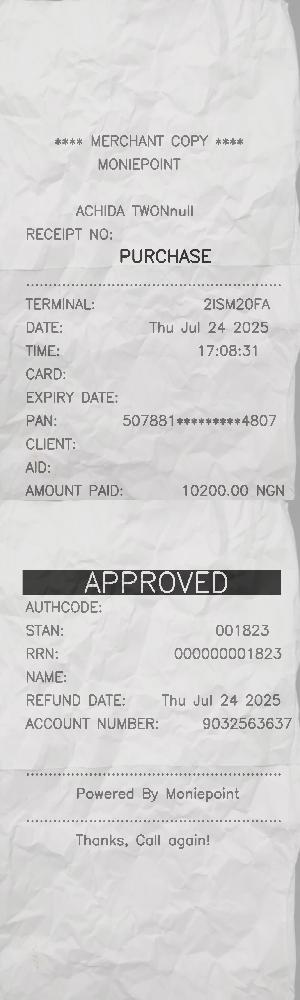 **** MERCHANT COPY ****
MONIEPOINT
ACHIDA TWONnull
RECEIPT NO:
PURCHASE
TERMINAL: 2ISM20FA
DATE: Thu Jul 24 2025
TIME: 17:08:31
CARD:
EXPIRY DATE:
PAN: 507881*********4807
CLIENT:
AID:
AMOUNT PAID: 10200.00 NGN
APPROVED
AUTHCODE:
STAN: 001823
RRN: 000000001823
NAME:
REFUND DATE: Thu Jul 24 2025
ACCOUNT NUMBER: 9032563637
Powered By Moniepoint
Thanks, Call again!